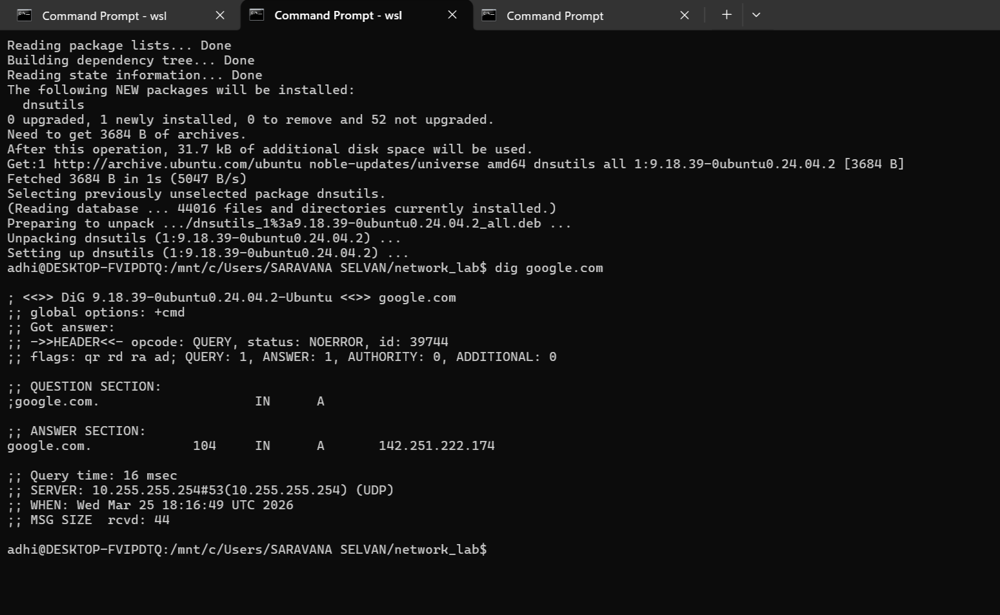 Command Prompt - wsl
Command Prompt - wsl
Command Prompt
Reading package lists... Done
Building dependency tree... Done
Reading state information... Done
The following NEW packages will be installed:
  dnsutils
0 upgraded, 1 newly installed, 0 to remove and 52 not upgraded.
Need to get 3684 B of archives.
After this operation, 31.7 kB of additional disk space will be used.
Get:1 http://archive.ubuntu.com/ubuntu noble-updates/universe amd64 dnsutils all 1:9.18.39-0ubuntu0.24.04.2 [3684 B]
Fetched 3684 B in 1s (5047 B/s)
Selecting previously unselected package dnsutils.
(Reading database ... 44016 files and directories currently installed.)
Preparing to unpack .../dnsutils_1%3a9.18.39-0ubuntu0.24.04.2_all.deb ...
Unpacking dnsutils (1:9.18.39-0ubuntu0.24.04.2) ...
Setting up dnsutils (1:9.18.39-0ubuntu0.24.04.2) ...
adhi@DESKTOP-FVIPDTQ:/mnt/c/Users/SARAVANA SELVAN/network_lab$ dig google.com

; <<>> DiG 9.18.39-0ubuntu0.24.04.2-Ubuntu <<>> google.com
;; global options: +cmd
;; Got answer:
;; ->>HEADER<<- opcode: QUERY, status: NOERROR, id: 39744
;; flags: qr rd ra ad; QUERY: 1, ANSWER: 1, AUTHORITY: 0, ADDITIONAL: 0

;; QUESTION SECTION:
;google.com.                    IN      A

;; ANSWER SECTION:
google.com.             104     IN      A       142.251.222.174

;; Query time: 16 msec
;; SERVER: 10.255.255.254#53(10.255.255.254) (UDP)
;; WHEN: Wed Mar 25 18:16:49 UTC 2026
;; MSG SIZE  rcvd: 44

adhi@DESKTOP-FVIPDTQ:/mnt/c/Users/SARAVANA SELVAN/network_lab$